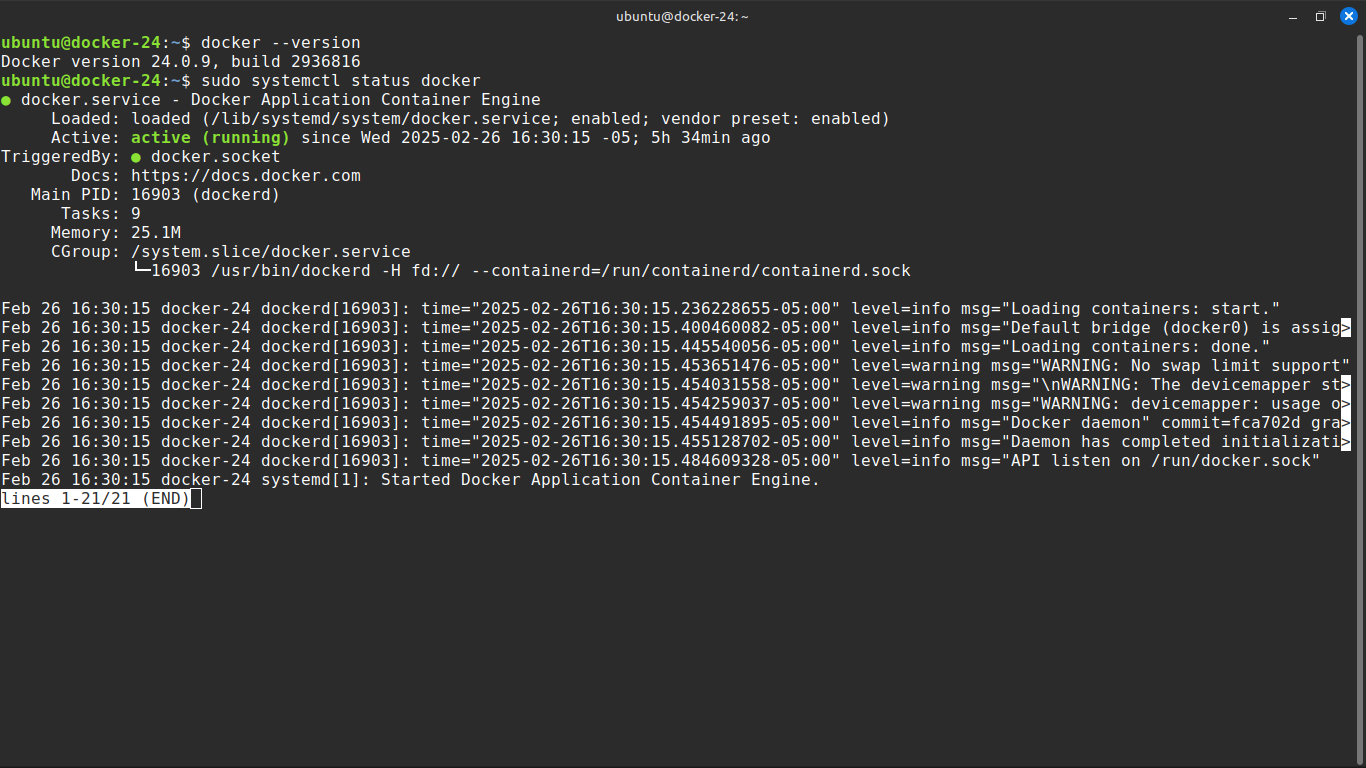 ubuntu@docker-24: ~
ubuntu@docker-24:~$ docker --version
Docker version 24.0.9, build 2936816
ubuntu@docker-24:~$ sudo systemctl status docker
● docker.service - Docker Application Container Engine
     Loaded: loaded (/lib/systemd/system/docker.service; enabled; vendor preset: enabled)
     Active: active (running) since Wed 2025-02-26 16:30:15 -05; 5h 34min ago
TriggeredBy: ● docker.socket
       Docs: https://docs.docker.com
   Main PID: 16903 (dockerd)
      Tasks: 9
     Memory: 25.1M
     CGroup: /system.slice/docker.service
             └─16903 /usr/bin/dockerd -H fd:// --containerd=/run/containerd/containerd.sock
Feb 26 16:30:15 docker-24 dockerd[16903]: time="2025-02-26T16:30:15.236228655-05:00" level=info msg="Loading containers: start."
Feb 26 16:30:15 docker-24 dockerd[16903]: time="2025-02-26T16:30:15.400460082-05:00" level=info msg="Default bridge (docker0) is assig>
Feb 26 16:30:15 docker-24 dockerd[16903]: time="2025-02-26T16:30:15.445540056-05:00" level=info msg="Loading containers: done."
Feb 26 16:30:15 docker-24 dockerd[16903]: time="2025-02-26T16:30:15.453651476-05:00" level=warning msg="WARNING: No swap limit support"
Feb 26 16:30:15 docker-24 dockerd[16903]: time="2025-02-26T16:30:15.454031558-05:00" level=warning msg="\nWARNING: The devicemapper st>
Feb 26 16:30:15 docker-24 dockerd[16903]: time="2025-02-26T16:30:15.454259037-05:00" level=warning msg="WARNING: devicemapper: usage o>
Feb 26 16:30:15 docker-24 dockerd[16903]: time="2025-02-26T16:30:15.454491895-05:00" level=info msg="Docker daemon" commit=fca702d gra>
Feb 26 16:30:15 docker-24 dockerd[16903]: time="2025-02-26T16:30:15.455128702-05:00" level=info msg="Daemon has completed initializati>
Feb 26 16:30:15 docker-24 dockerd[16903]: time="2025-02-26T16:30:15.484609328-05:00" level=info msg="API listen on /run/docker.sock"
Feb 26 16:30:15 docker-24 systemd[1]: Started Docker Application Container Engine.
lines 1-21/21 (END)